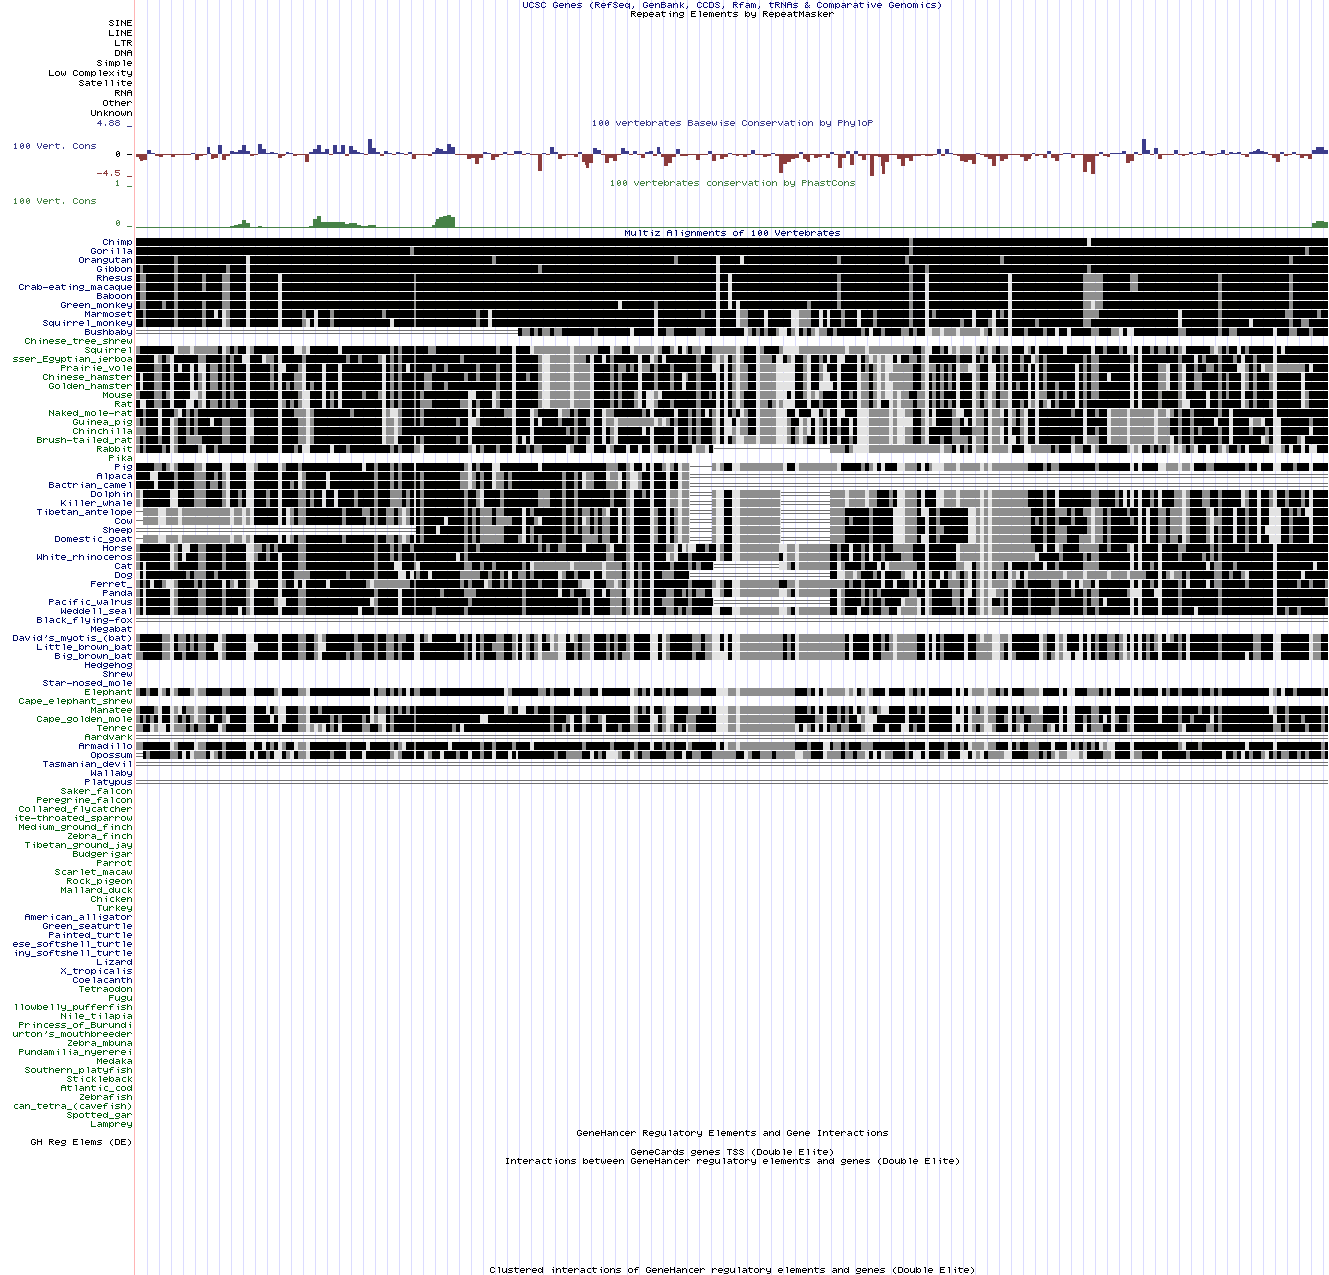 UCSC Genes (RefSeq, GenBank, CCDS, Rfam, tRNAs & Comparative Genomics)
Repeating Elements by RepeatMasker
SINE
LINE
LTR
DNA
Simple
Low Complexity
Satellite
RNA
Other
Unknown
4.88 _
100 vertebrates Basewise Conservation by PhyloP
100 Vert. Cons
0 -
-4.5 _
1 _
100 vertebrates conservation by PhastCons
100 Vert. Cons
0 _
Multiz Alignments of 100 Vertebrates
Chimp
Gorilla
Orangutan
Gibbon
Rhesus
Crab-eating_macaque
Baboon
Green_monkey
Marmoset
Squirrel_monkey
Bushbaby
Chinese_tree_shrew
Squirrel
sser_Egyptian_jerboa
Prairie_vole
Chinese_hamster
Golden_hamster
Mouse
Rat
Naked_mole-rat
Guinea_pig
Chinchilla
Brush-tailed_rat
Rabbit
Pika
Pig
Alpaca
Bactrian_camel
Dolphin
Killer_whale
Tibetan_antelope
Cow
Sheep
Domestic_goat
Horse
White_rhinoceros
Cat
Dog
Ferret_
Panda
Pacific_walrus
Weddell_seal
Black_flying-fox
Megabat
David's_myotis_(bat)
Little_brown_bat
Big_brown_bat
Hedgehog
Shrew
Star-nosed_mole
Elephant
Cape_elephant_shrew
Manatee
Cape_golden_mole
Tenrec
Aardvark
Armadillo
Opossum
Tasmanian_devil
Wallaby
Platypus
Saker_falcon
Peregrine_falcon
Collared_flycatcher
ite-throated_sparrow
Medium_ground_finch
Zebra_finch
Tibetan_ground_jay
Budgerigar
Parrot
Scarlet_macaw
Rock_pigeon
Mallard_duck
Chicken
Turkey
American_alligator
Green_seaturtle
Painted_turtle
ese_softshell_turtle
iny_softshell_turtle
Lizard
X_tropicalis
Coelacanth
Tetraodon
Fugu
llowbelly_pufferfish
Nile_tilapia
Princess_of_Burundi
urton's_mouthbreeder
Zebra_mbuna
Pundamilia_nyererei
Medaka
Southern_platyfish
Stickleback
Atlantic_cod
Zebrafish
can_tetra_(cavefish)
Spotted_gar
Lamprey
GeneHancer Regulatory Elements and Gene Interactions
GH Reg Elems (DE)
GeneCards genes TSS (Double Elite)
Interactions between GeneHancer regulatory elements and genes (Double Elite)
Clustered interactions of GeneHancer regulatory elements and genes (Double Elite)